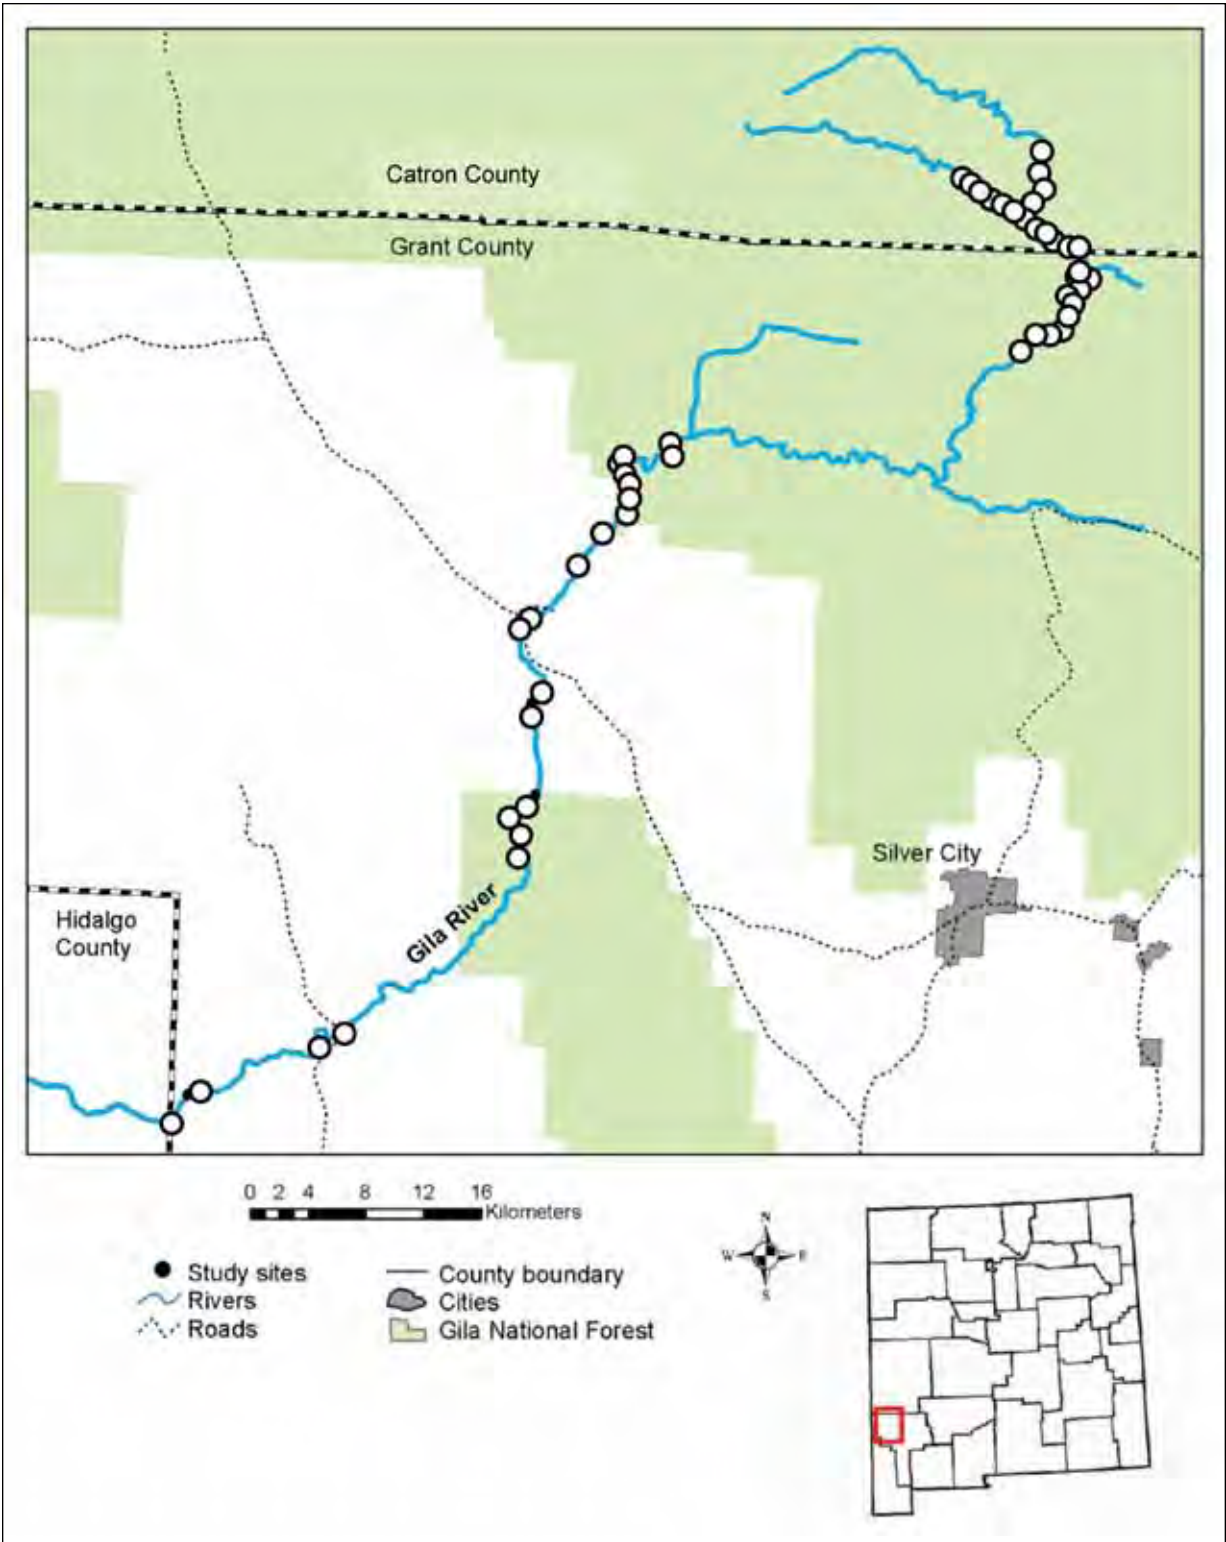 Catron County
Grant County
Silver City
Hidalgo
County
Gila River
0 2 4 8 12 16
Kilometers
N
W E
S
Study sites
Rivers
Roads
County boundary
Cities
Gila National Forest